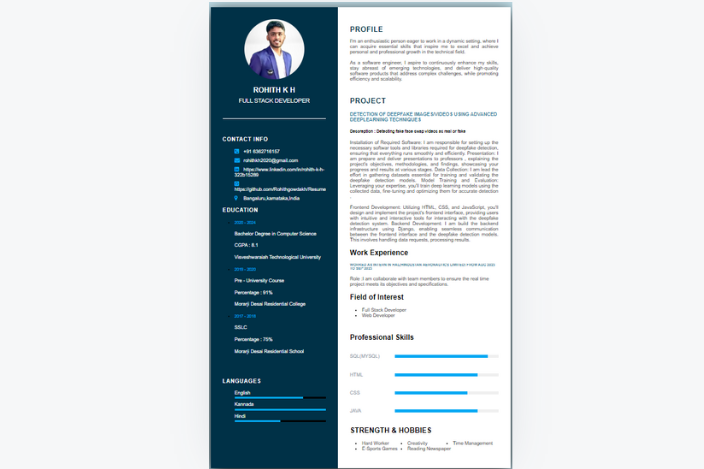 ROHITH K H
FULL STACK DEVELOPER
CONTACT INFO
+91 6362716157
rohithkh2020@gmail.com
https://www.linkedin.com/in/rohith-k-h-
https://github.com/Rohithgowdakh/Resume
Bengaluru,karnataka,India
EDUCATION
2020 - 2024
Bachelor Degree in Computer Science
CGPA : 8.1
Visveshwaraiah Technological University
Pre - University Course
Percentage : 91%
Morarji Desai Residential College
SSLC
Percentage : 75%
Morarji Desai Residential School
LANGUAGES
English
Kannada
Hindi
PROFILE
I'm an enthusiastic person eager to work in a dynamic setting, where I
can acquire essential skills that inspire me to excel and achieve
personal and professional growth in the technical field.
As a software engineer, I aspire to continuously enhance my skills,
stay abreast of emerging technologies, and deliver high-quality
software products that address complex challenges, while promoting
efficiency and scalability.
PROJECT
DETECTION OF DEEPFAKE IMAGES/VIDEOS USING ADVANCED
DEEPLEARNING TECHNIQUES
Description : Detecting fake face swap videos as real or fake
Installation of Required Software: I am responsible for setting up the
necessary software tools and libraries required for deepfake detection,
ensuring that everything runs smoothly and efficiently. Presentation: I
am prepare and deliver presentations to professors , explaining the
project's objectives, methodologies, and findings, showcasing your
progress and results at various stages. Data Collection: I am lead the
effort in gathering datasets essential for training and validating the
deepfake detection models. Model Training and Evaluation:
Leveraging your expertise, you'll train deep learning models using the
collected data, fine-tuning and optimizing them for accurate detection
.
Frontend Development: Utilizing HTML, CSS, and JavaScript, you'll
design and implement the project's frontend interface, providing users
with intuitive and interactive tools for interacting with the deepfake
detection system. Backend Development: I am build the backend
infrastructure using Django, enabling seamless communication
between the frontend interface and the deepfake detection models.
This involves handling data requests, processing results.
Work Experience
Role: I am collaborate with team members to ensure the real time
project meets its objectives and specifications.
Field of Interest
• Full Stack Developer
• Web Developer
Professional Skills
SQL(MYSQL)
HTML
CSS
JAVA
STRENGTH & HOBBIES
• Hard Worker • Creativity • Time Management
• E-Sports Games • Reading Newspaper